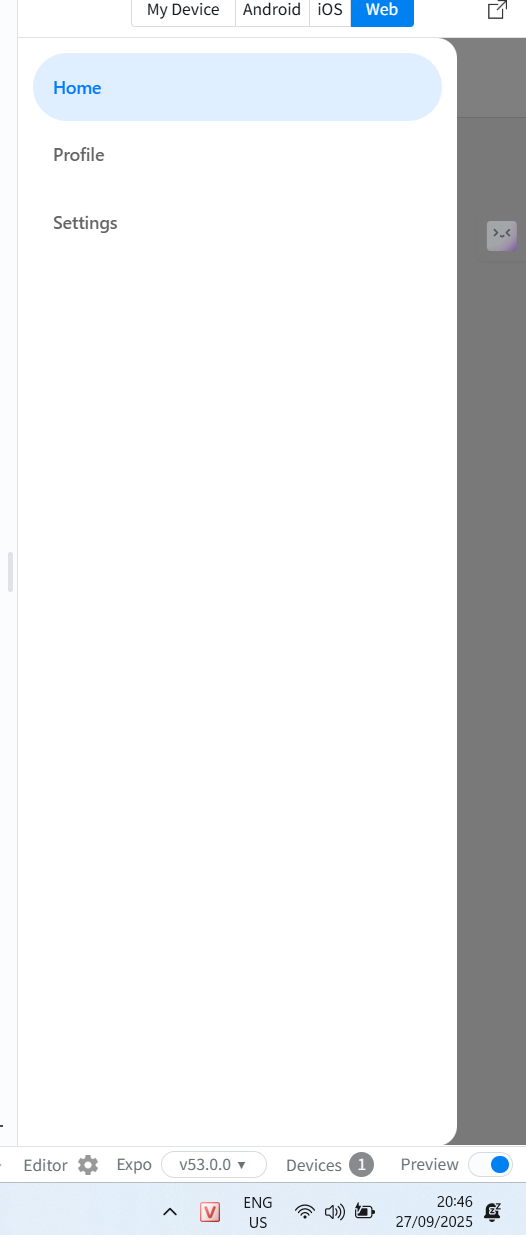 My Device Android iOS Web
Home
Profile
Settings
Editor Expo v53.0.0 Devices 1 Preview
V ENG 20:46
US 27/09/2025